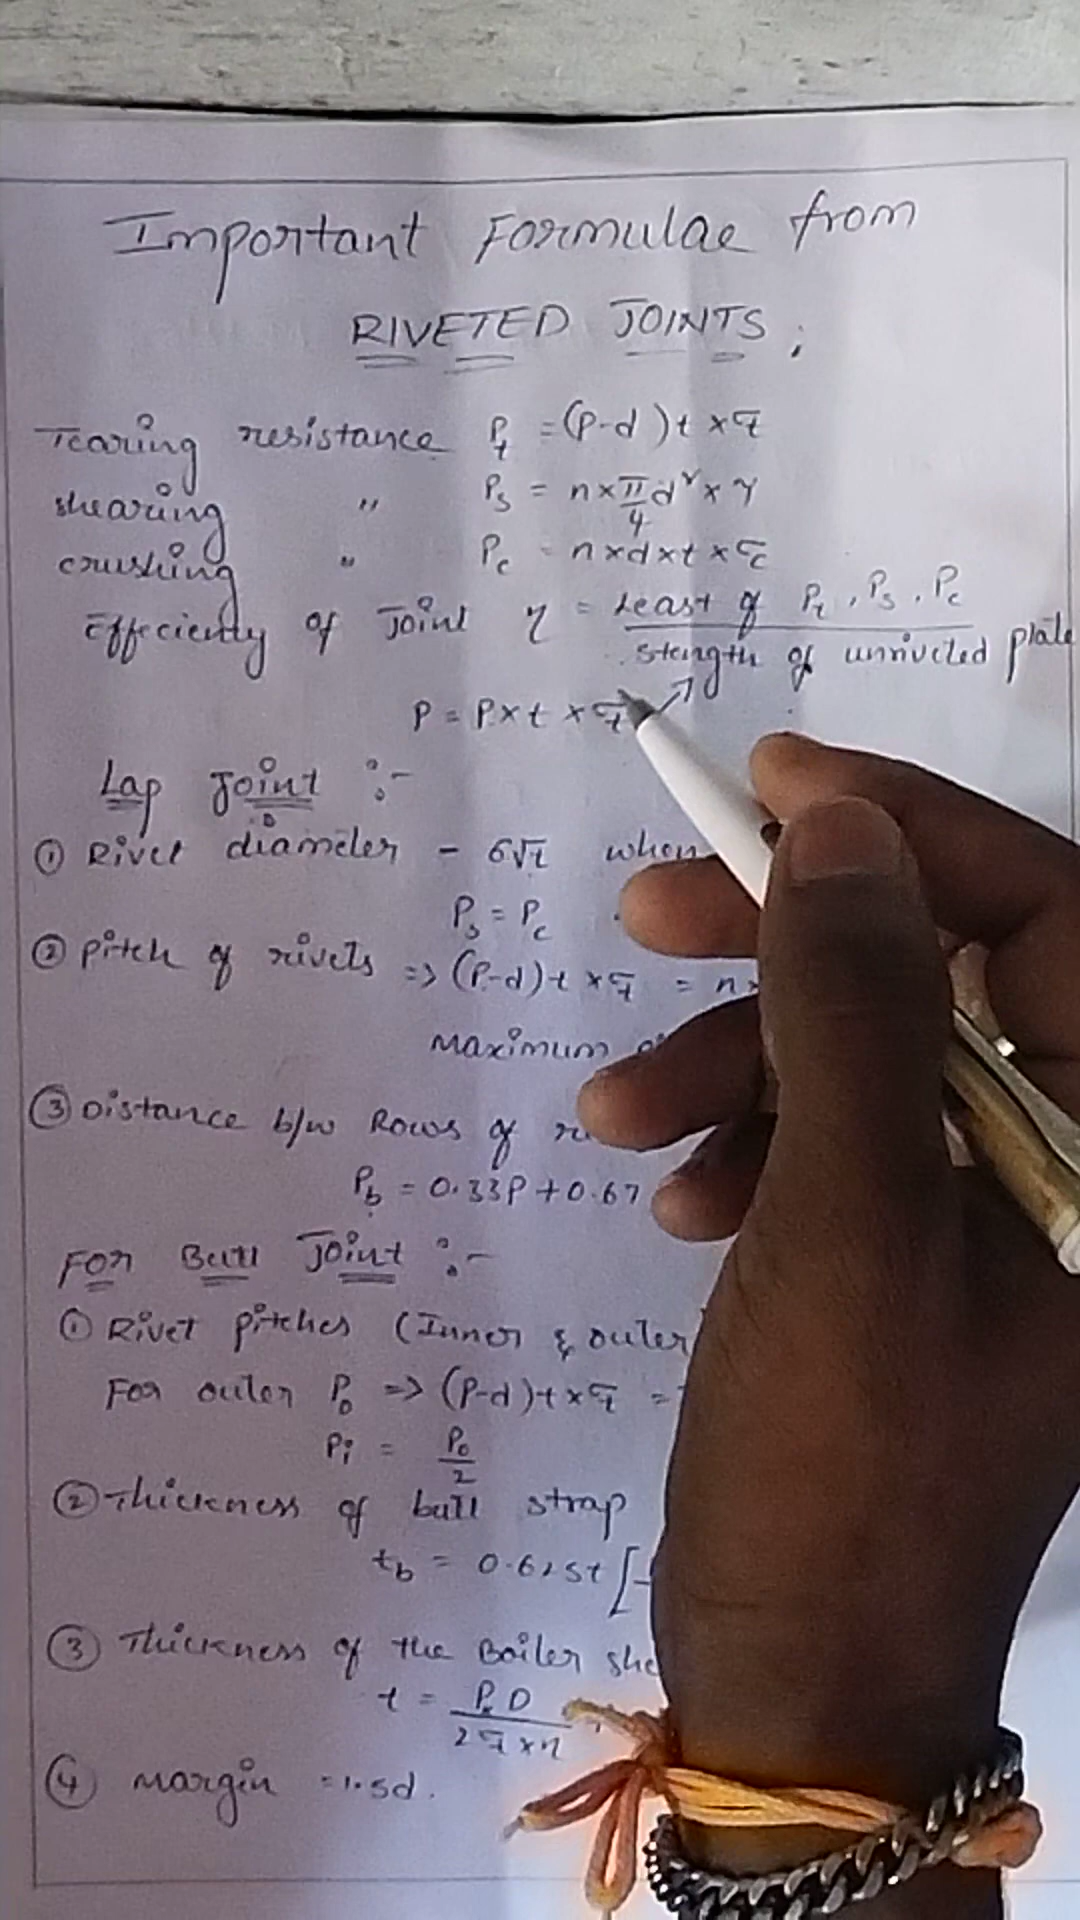 Important Formulae from
RIVETED JOINTS;
Tearing resistance Pt = (P-d)t × σt
shearing " Ps = n × π/4 d² × τ
crushing " Pc = n×d×t×σc
Effeciently of Joint η = Least of Pt, Ps, Pc / stength of unriveted plate
P = P×t×σt
Lap Joint :-
① Rivet diameter - 6√t when
Ps = Pc
② pitch of rivets => (P-d)t × σt = n×
Maximum
③ Distance b/w Rows of
Pb = 0.33P + 0.67
For Butt Joint :-
① Rivet pitches (Inner & outer
For outer Po => (P-d)t × σt =
Pi = Po/2
② Thickness of butt strap
tb = 0.625t [
③ Thickness of the Boiler
t = P.D / 2σt × η
④ margin = 1.5d.